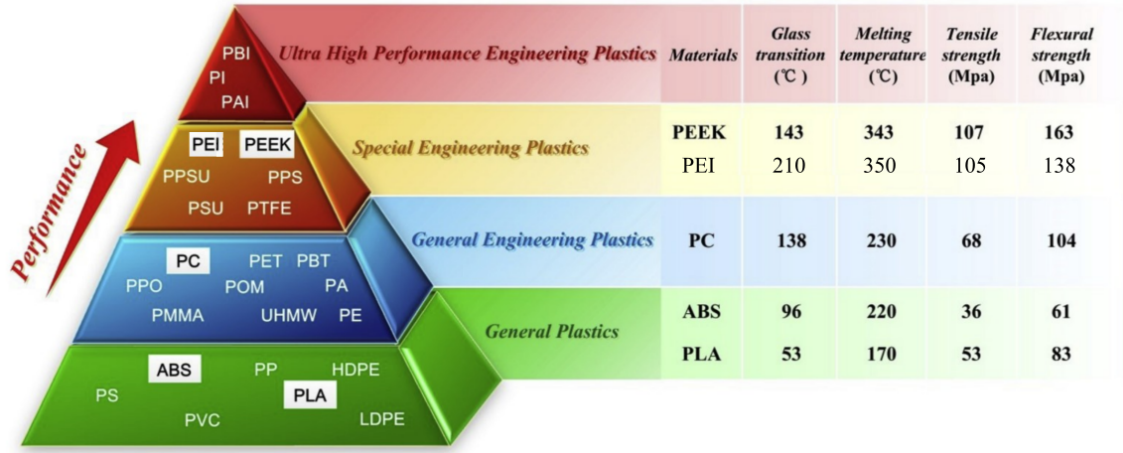 Performance
PBI
PI
PAI
PEI PEEK
PPSU PPS
PSU PTFE
PC PET PBT
PPO POM PA
PMMA UHMW PE
ABS PP HDPE
PS PLA
PVC LDPE
Ultra High Performance Engineering Plastics
Special Engineering Plastics
General Engineering Plastics
General Plastics
Materials Glass transition (℃) Melting temperature (℃) Tensile strength (Mpa) Flexural strength (Mpa)
PEEK 143 343 107 163
PEI 210 350 105 138
PC 138 230 68 104
ABS 96 220 36 61
PLA 53 170 53 83